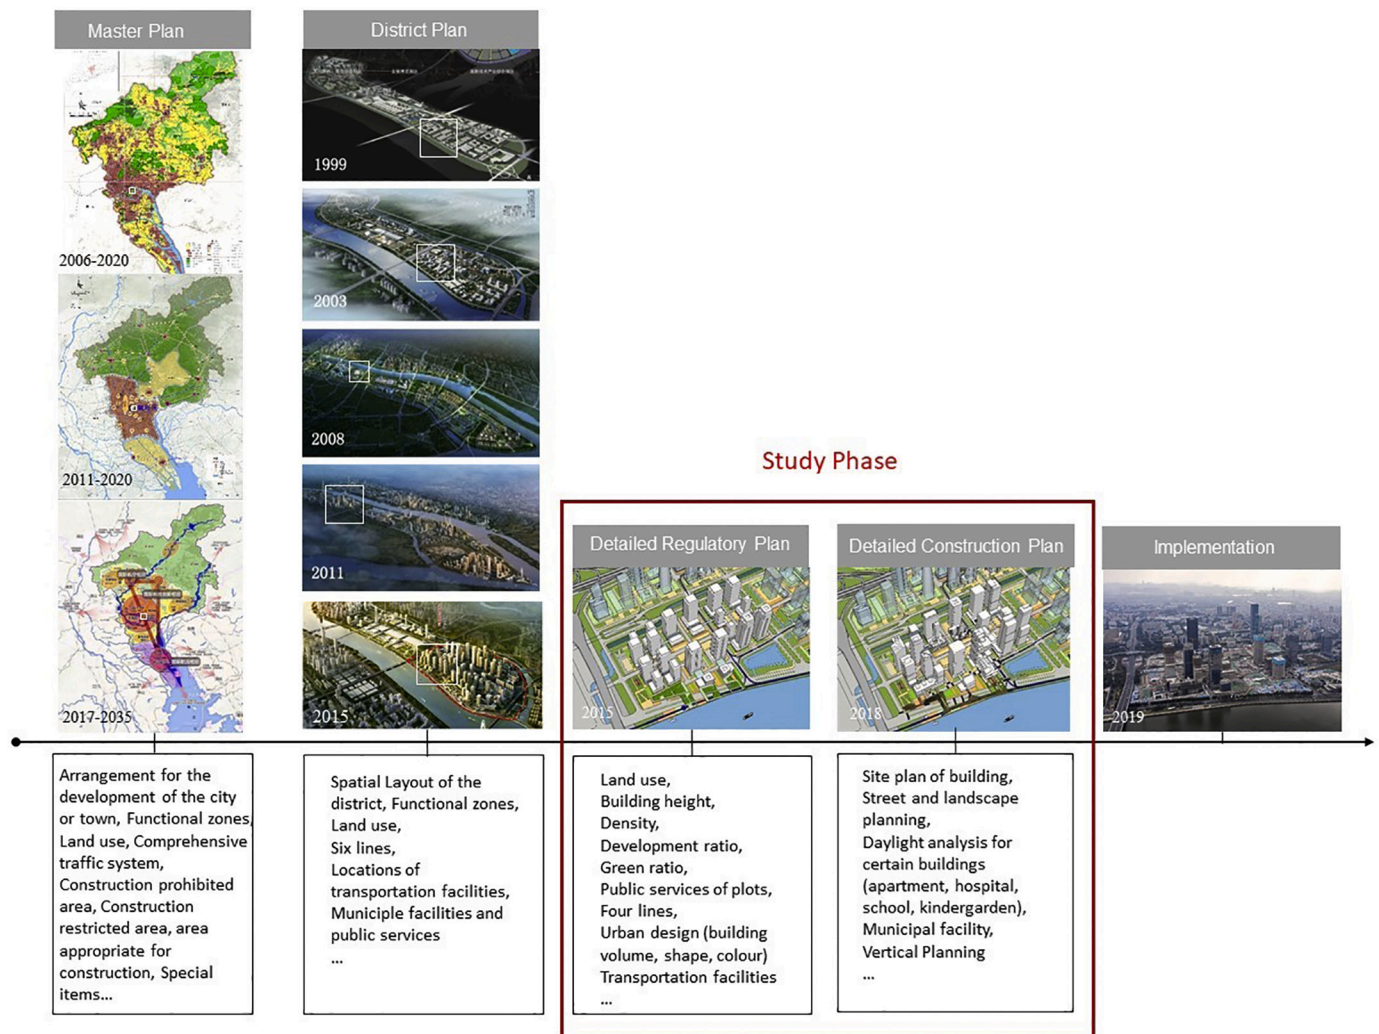 Master Plan
District Plan
1999
2003
2006-2020
2008
2011-2020
Study Phase
Detailed Regulatory Plan
Detailed Construction Plan
Implementation
2011
2017-2035
2015
2015
2018
2019
Arrangement for the
development of the city
or town, Functional zones,
Land use, Comprehensive
traffic system,
Construction prohibited
area, Construction
restricted area, area
appropriate for
construction, Special
items...
Spatial Layout of the
district, Functional zones,
Land use,
Six lines,
Locations of
transportation facilities,
Municiple facilities and
public services
...
Land use,
Building height,
Density,
Development ratio,
Green ratio,
Public services of plots,
Four lines,
Urban design (building
volume, shape, colour)
Transportation facilities
...
Site plan of building,
Street and landscape
planning,
Daylight analysis for
certain buildings
(apartment, hospital,
school, kindergarden),
Municipal facility,
Vertical Planning
...